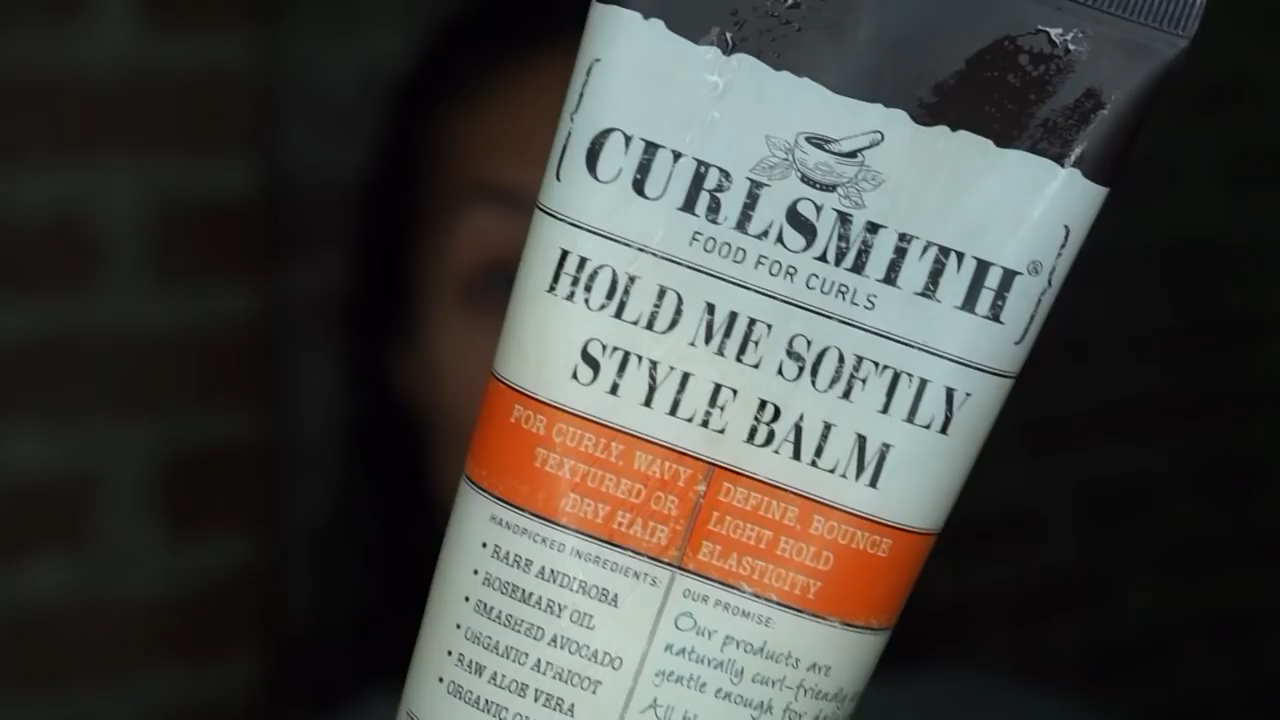 CURLSMITH®
FOOD FOR CURLS
HOLD ME SOFTLY
STYLE BALM
FOR CURLY, WAVY
TEXTURED OR
DRY HAIR
DEFINE, BOUNCE
LIGHT HOLD
ELASTICITY
HANDPICKED INGREDIENTS:
• RARE ANDIROBA
• ROSEMARY OIL
• SMASHED AVOCADO
• ORGANIC APRICOT
• RAW ALOE VERA
• ORGANIC
OUR PROMISE:
Our products are
naturally curl-friendly
gentle enough for
All